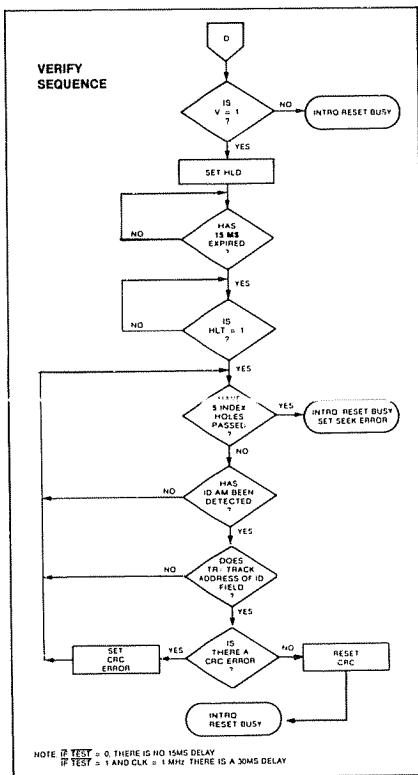 D
VERIFY
SEQUENCE
IS
V = 1
?
NO
INTRO RESET BUSY
YES
SET HLD
HAS
15 MS
EXPIRED
?
NO
YES
IS
HLT = 1
?
NO
YES
5 INDEX
HOLES
PASSED
?
YES
INTRO RESET BUSY
SET SEEK ERROR
NO
HAS
ID AM BEEN
DETECTED
?
NO
YES
DOES
TR = TRACK
ADDRESS OF ID
FIELD
?
NO
YES
IS
THERE A
CRC ERROR
?
YES
SET
CRC
ERROR
NO
RESET
CRC
INTRO
RESET BUSY
NOTE IF TEST = 0, THERE IS NO 15MS DELAY
IF TEST = 1 AND CLK = 1 MHz THERE IS A 30MS DELAY